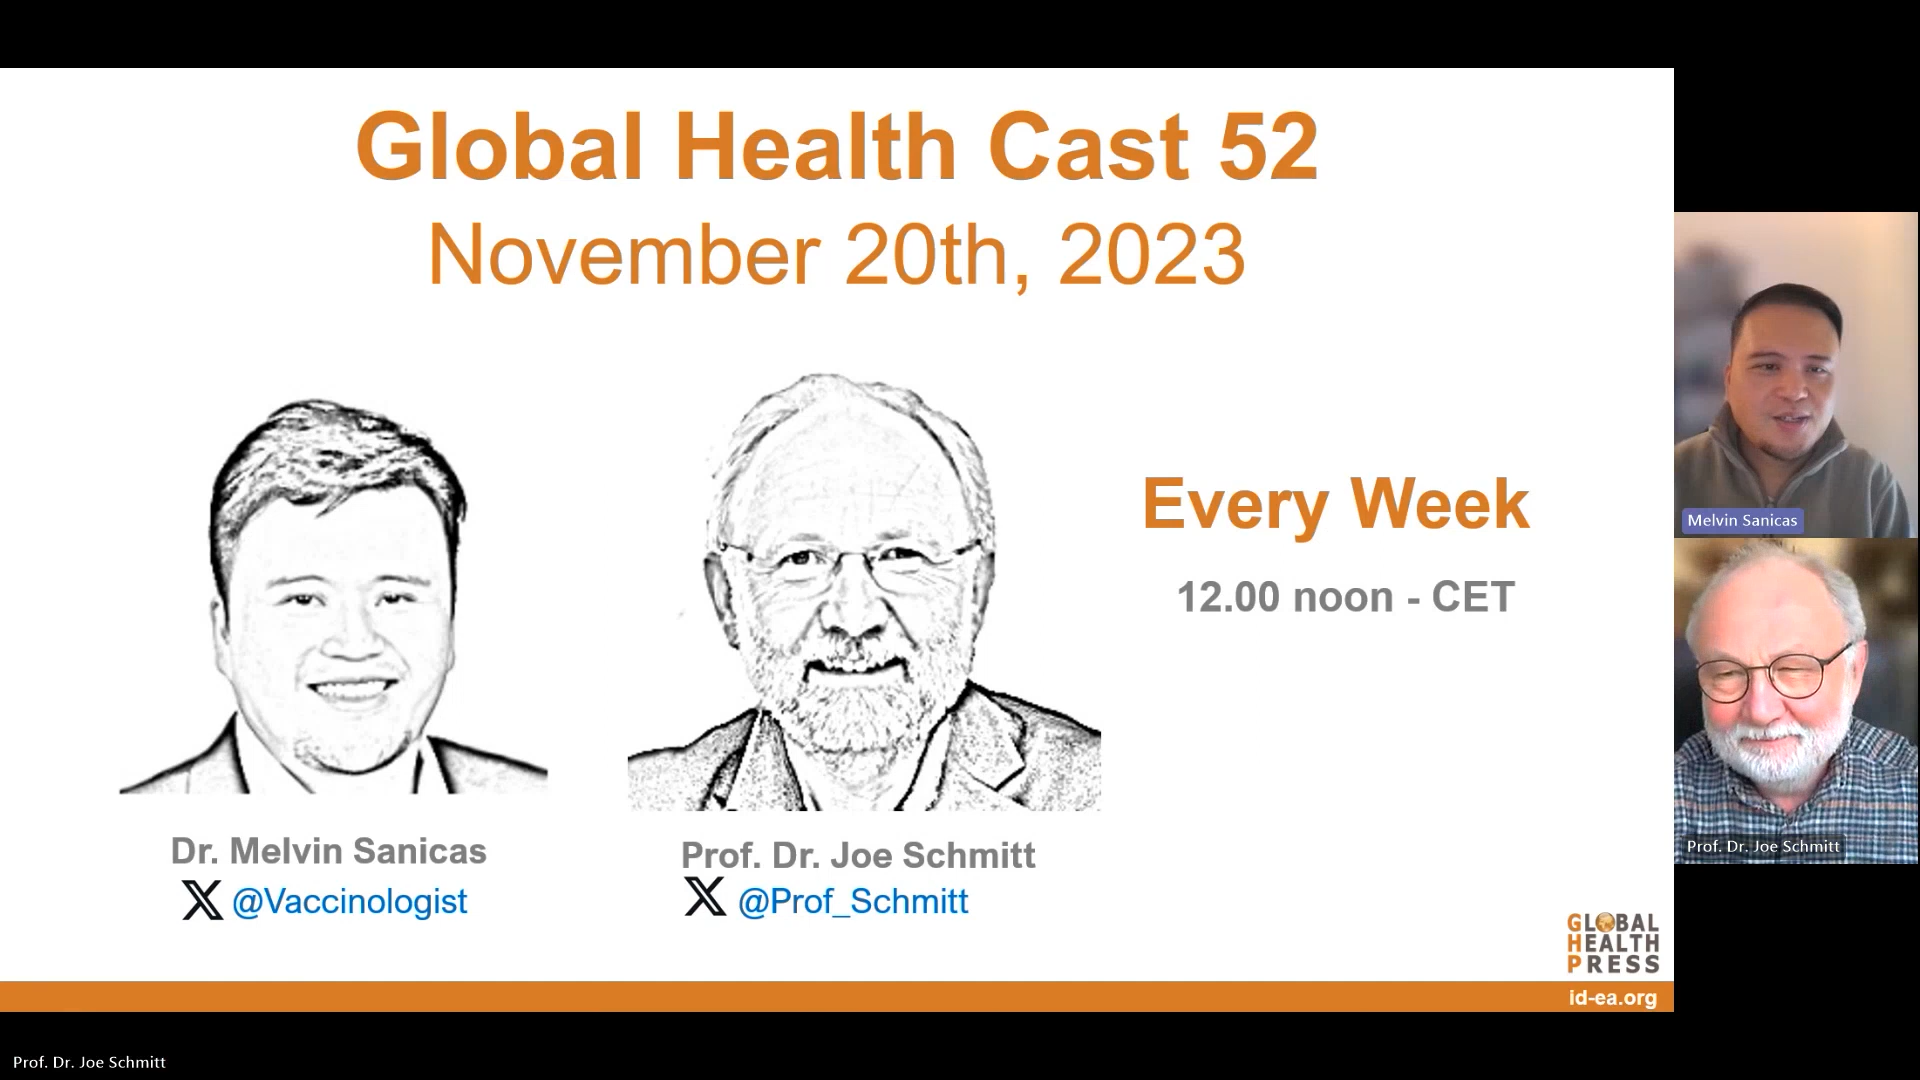 Global Health Cast 52
November 20th, 2023
Every Week
12.00 noon - CET
Dr. Melvin Sanicas
@Vaccinologist
Prof. Dr. Joe Schmitt
@Prof_Schmitt
GLOBAL
HEALTH
PRESS
id-ea.org
Melvin Sanicas
Prof. Dr. Joe Schmitt
Prof. Dr. Joe Schmitt